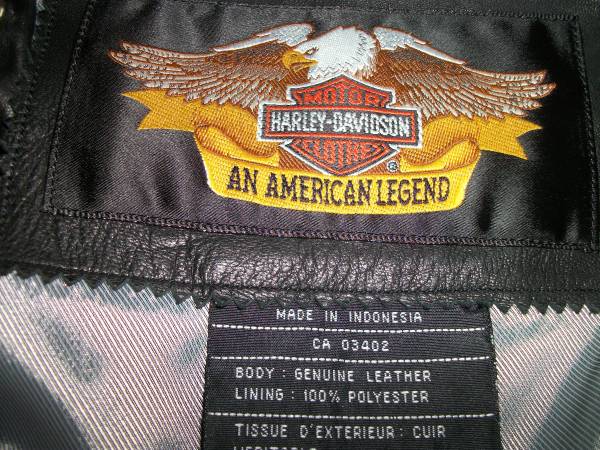 MOTOR
HARLEY-DAVIDSON
®
AN AMERICAN LEGEND
MADE IN INDONESIA
CA 03402
BODY : GENUINE LEATHER
LINING : 100% POLYESTER
TISSUE D'EXTERIEUR : CUIR